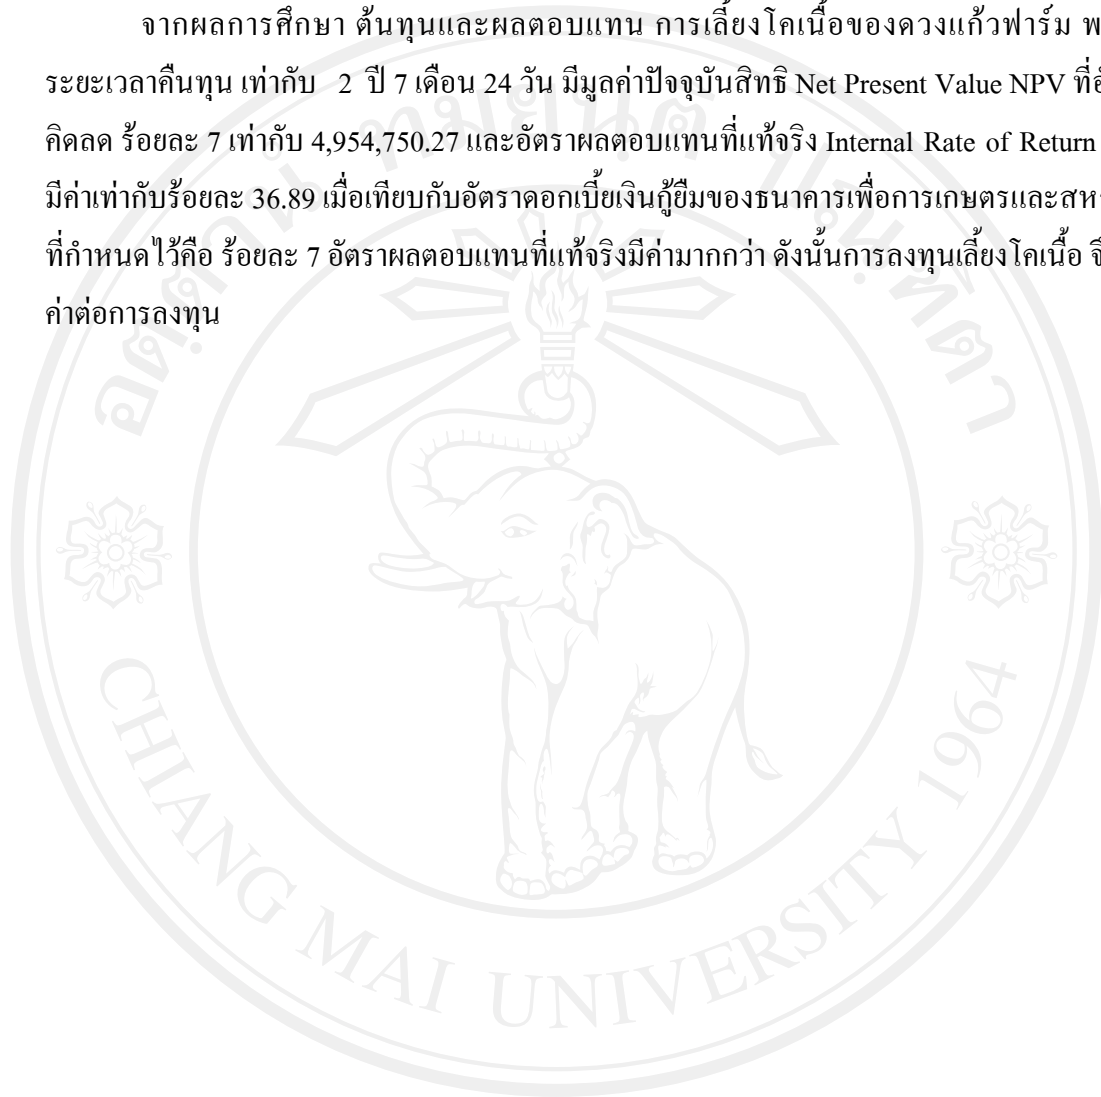 จากผลการศึกษา ต้นทุนและผลตอบแทน การเลี้ยงโคเนื้อของดวงแก้วฟาร์ม พ
ระยะเวลาคืนทุน เท่ากับ 2 ปี 7 เดือน 24 วัน มีมูลค่าปัจจุบันสิทธิ Net Present Value NPV ที่อั
คิดลด ร้อยละ 7 เท่ากับ 4,954,750.27 และอัตราผลตอบแทนที่แท้จริง Internal Rate of Return
มีค่าเท่ากับร้อยละ 36.89 เมื่อเทียบกับอัตราดอกเบี้ยเงินกู้ยืมของธนาคารเพื่อการเกษตรและสห
ที่กำหนดไว้คือ ร้อยละ 7 อัตราผลตอบแทนที่แท้จริงมีค่ามากกว่า ดังนั้นการลงทุนเลี้ยงโคเนื้อ จึ
ค่าต่อการลงทุน
อตฺตานํ ทมยนฺติ ปณฺฑิตา
CHIANG MAI UNIVERSITY 1964